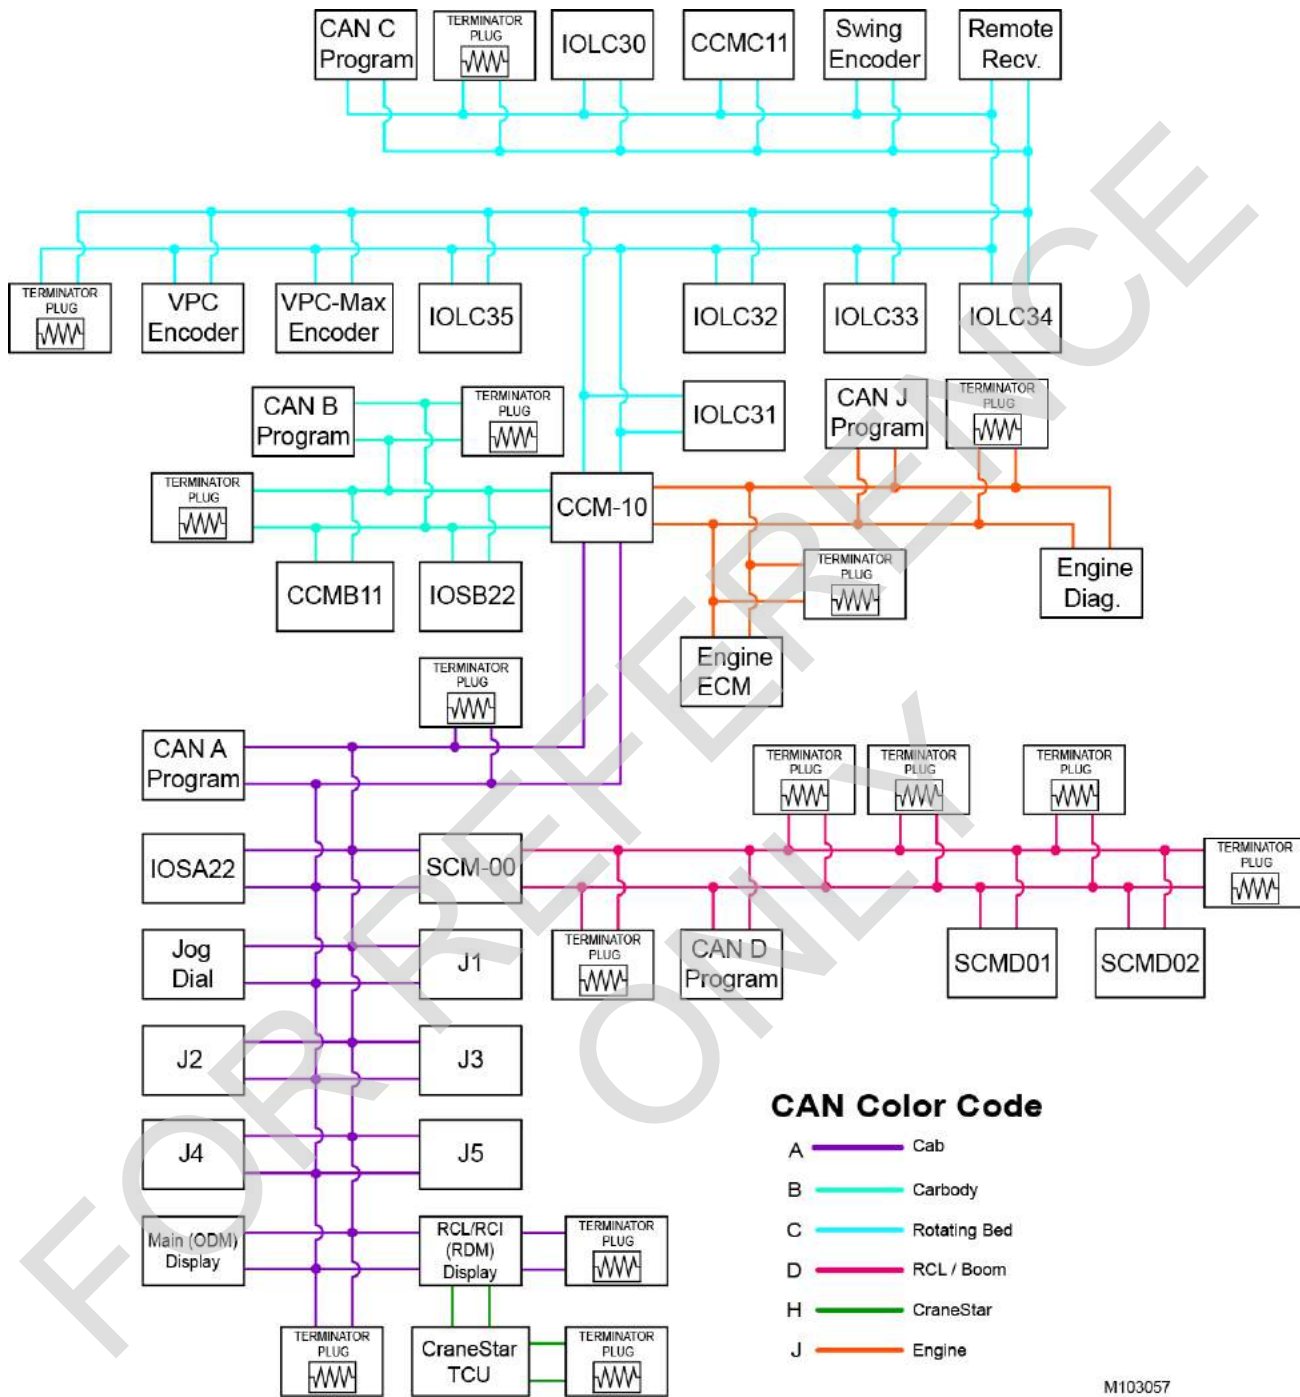 CAN C
Program
TERMINATOR
PLUG
IOLC30
CCMC11
Swing
Encoder
Remote
Recv.
TERMINATOR
PLUG
VPC
Encoder
VPC-Max
Encoder
IOLC35
IOLC32
IOLC33
IOLC34
CAN B
Program
TERMINATOR
PLUG
IOLC31
CAN J
Program
TERMINATOR
PLUG
TERMINATOR
PLUG
CCM-10
CCMB11
IOSB22
TERMINATOR
PLUG
Engine
Diag.
Engine
ECM
TERMINATOR
PLUG
CAN A
Program
TERMINATOR
PLUG
TERMINATOR
PLUG
TERMINATOR
PLUG
IOSA22
SCM-00
TERMINATOR
PLUG
Jog
Dial
J1
TERMINATOR
PLUG
CAN D
Program
SCMD01
SCMD02
J2
J3
J4
J5
Main (ODM)
Display
RCL/RCI
(RDM)
Display
TERMINATOR
PLUG
TERMINATOR
PLUG
CraneStar
TCU
TERMINATOR
PLUG
CAN Color Code
A Cab
B Carbody
C Rotating Bed
D RCL / Boom
H CraneStar
J Engine
M103057
FOR REFERENCE
ONLY